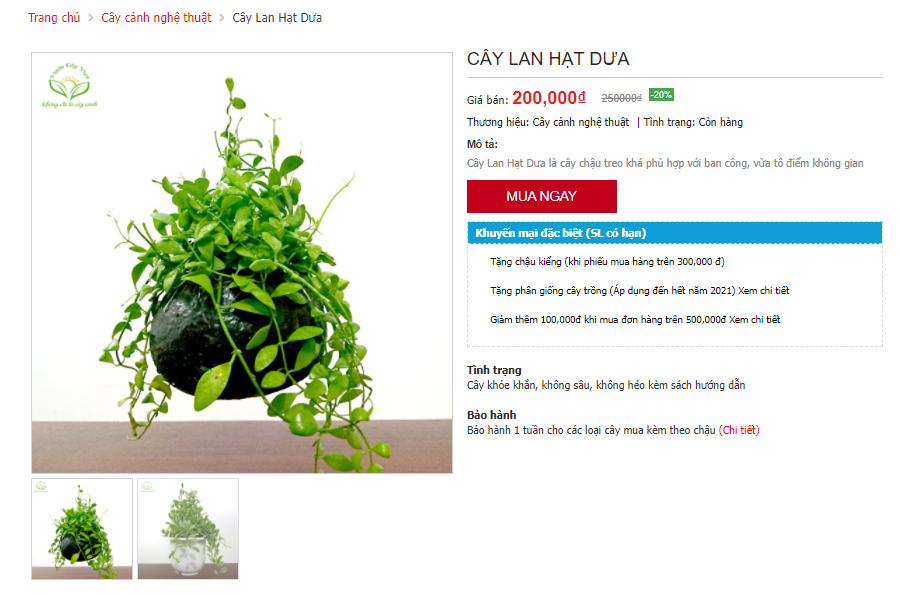 Trang chủ > Cây cảnh nghệ thuật > Cây Lan Hạt Dưa
Vườn Cây Việt
Không chỉ là cây cảnh
CÂY LAN HẠT DƯA
Giá bán: 200,000₫ 250000₫ -20%
Thương hiệu: Cây cảnh nghệ thuật | Tình trạng: Còn hàng
Mô tả:
Cây Lan Hạt Dưa là cây chậu treo khá phù hợp với ban công, vừa tô điểm không gian
MUA NGAY
Khuyến mại đặc biệt (SL có hạn)
Tặng chậu kiểng (khi phiếu mua hàng trên 300,000 đ)
Tặng phân giống cây trồng (Áp dụng đến hết năm 2021) Xem chi tiết
Giảm thêm 100,000đ khi mua đơn hàng trên 500,000đ Xem chi tiết
Tình trạng
Cây khỏe khắn, không sâu, không héo kèm sách hướng dẫn
Bảo hành
Bảo hành 1 tuần cho các loại cây mua kèm theo chậu (Chi tiết)